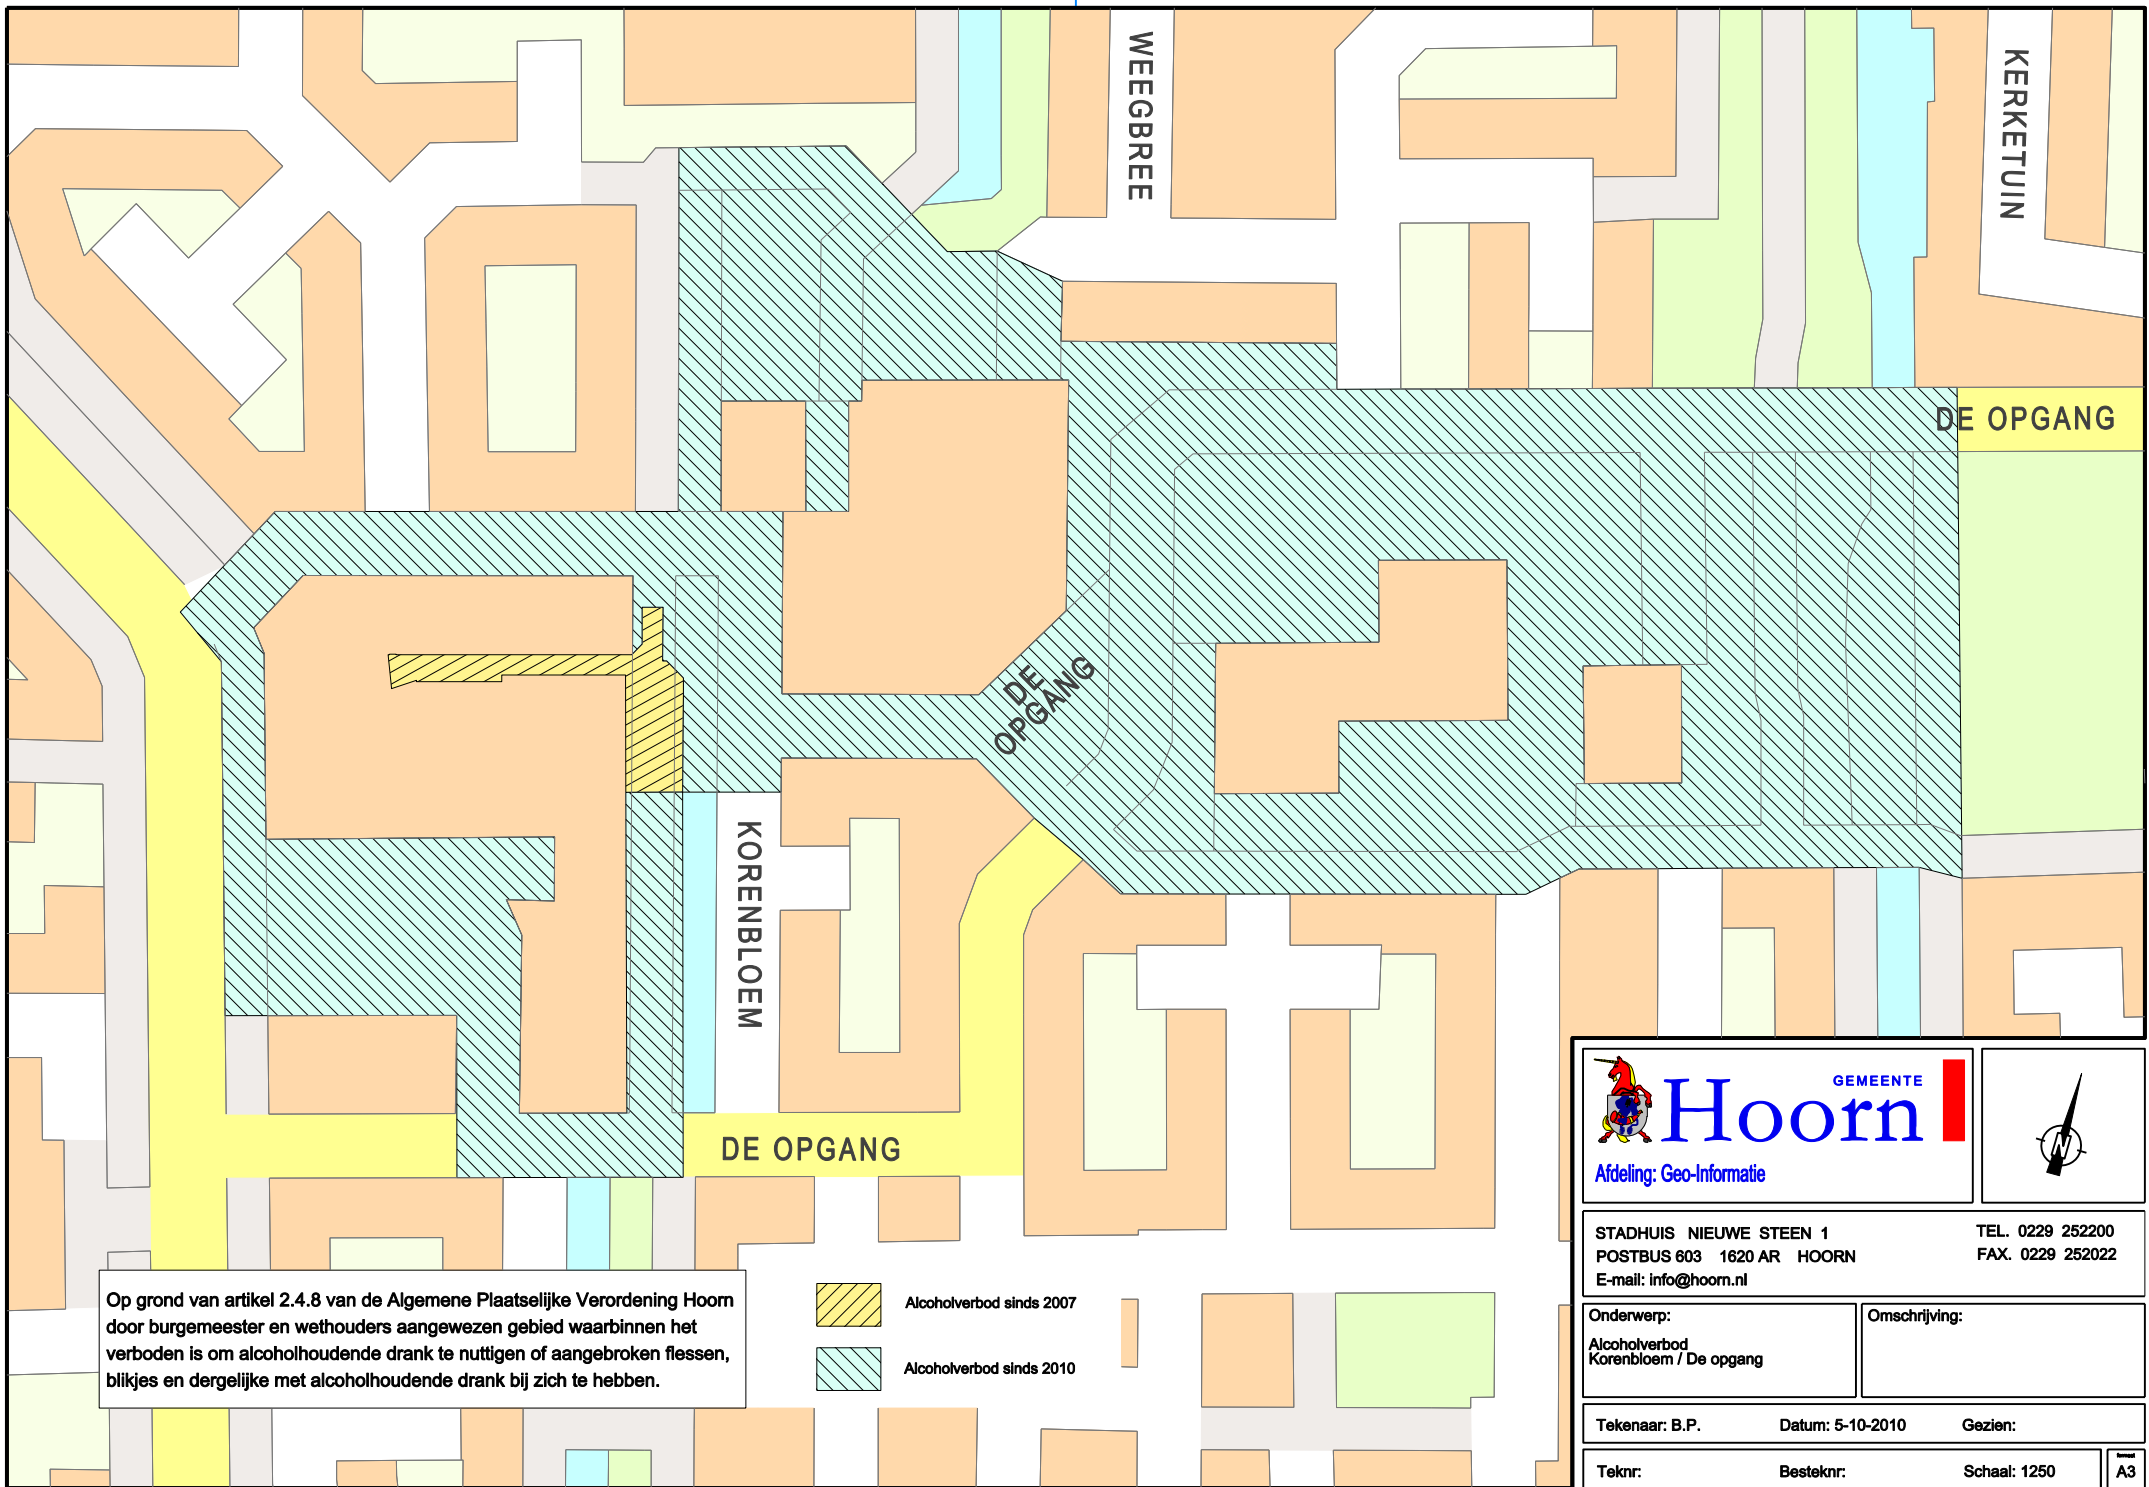 WEEGBREE
KERKETUIN
DE OPGANG
DE
OPGANG
KORENBLOEM
DE OPGANG
Op grond van artikel 2.4.8 van de Algemene Plaatselijke Verordening Hoorn
door burgemeester en wethouders aangewezen gebied waarbinnen het
verboden is om alcoholhoudende drank te nuttigen of aangebroken flessen,
blikjes en dergelijke met alcoholhoudende drank bij zich te hebben.
Alcoholverbod sinds 2007
Alcoholverbod sinds 2010
GEMEENTE
Hoorn
Afdeling: Geo-Informatie
STADHUIS NIEUWE STEEN 1 TEL. 0229 252200
POSTBUS 603 1620 AR HOORN FAX. 0229 252022
E-mail: info@hoorn.nl
Onderwerp: Omschrijving:
Alcoholverbod
Korenbloem / De opgang
Tekenaar: B.P. Datum: 5-10-2010 Gezien:
Teknr: Besteknr: Schaal: 1250 A3